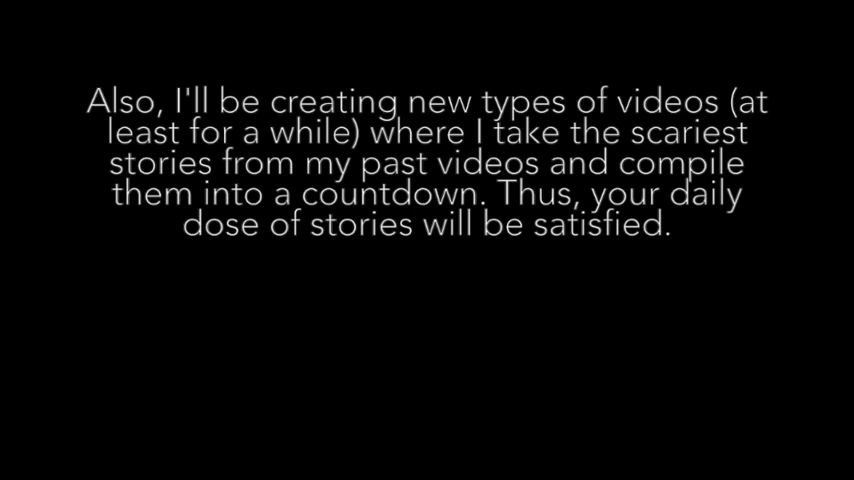 Also, I'll be creating new types of videos (at
least for a while) where I take the scariest
stories from my past videos and compile
them into a countdown. Thus, your daily
dose of stories will be satisfied.